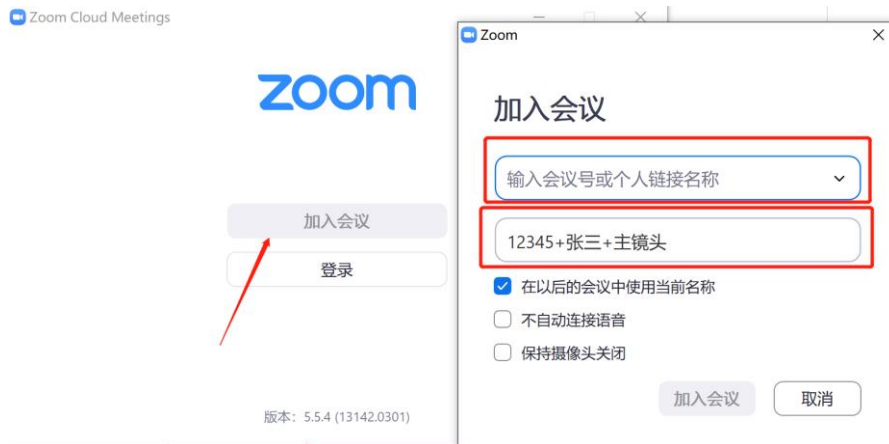 Zoom Cloud Meetings
zoom
加入会议
登录
版本: 5.5.4 (13142.0301)
Zoom
加入会议
输入会议号或个人链接名称
12345+张三+主镜头
在以后的会议中使用当前名称
不自动连接语音
保持摄像头关闭
加入会议
取消